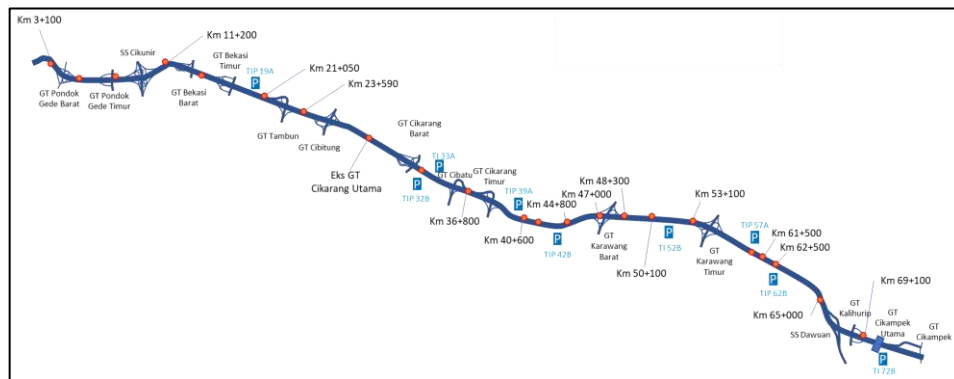 Km 3+100
GT Pondok
Gede Barat
GT Pondok
Gede Timur
SS Cikunir
Km 11+200
GT Bekasi
Barat
GT Bekasi
Timur
TIP 19A
P
Km 21+050
Km 23+590
GT Tambun
GT Cibitung
Eks GT
Cikarang Utama
GT Cikarang
Barat
TI 33A
P
P
TIP 32B
GT Cibatu
GT Cikarang
Timur
Km 36+800
TIP 39A
P
Km 40+600
Km 44+800
P
TIP 42B
Km 47+000
GT
Karawang
Barat
Km 48+300
Km 50+100
P
TI 52B
Km 53+100
GT
Karawang
Timur
TIP 57A
P
Km 61+500
Km 62+500
P
TIP 62B
Km 65+000
SS Dawuan
GT
Kalihurip
Km 69+100
GT
Cikampek
Utama
P
TI 72B
GT
Cikampek